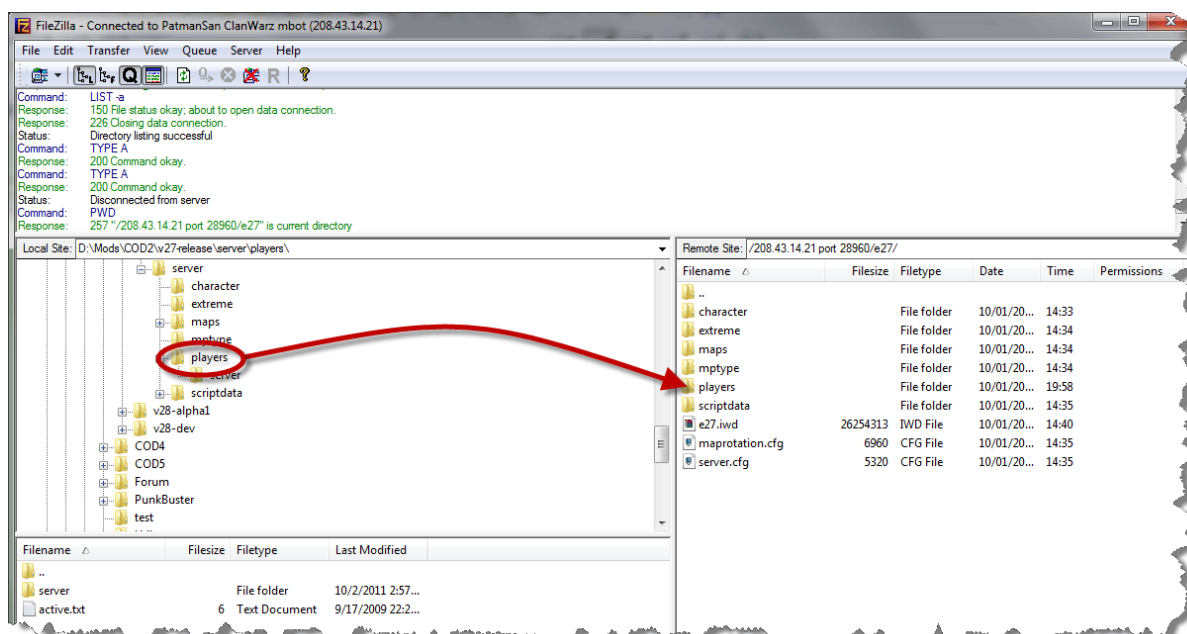 FileZilla - Connected to PatmanSan ClanWarz mbot (208.43.14.21)
File Edit Transfer View Queue Server Help
Command: LIST -a
Response: 150 File status okay; about to open data connection.
Response: 226 Closing data connection.
Status: Directory listing successful
Command: TYPE A
Response: 200 Command okay.
Command: TYPE A
Response: 200 Command okay.
Status: Disconnected from server
Command: PWD
Response: 257 "/208.43.14.21 port 28960/e27" is current directory
Local Site: D:\Mods\COD2\v27-release\server\players\
server
character
extreme
maps
mptype
players
server
scriptdata
v28-alpha1
v28-dev
COD4
COD5
Forum
PunkBuster
test
Filename Filesize Filetype Last Modified
..
server File folder 10/2/2011 2:57...
active.txt 6 Text Document 9/17/2009 22:2...
Remote Site: /208.43.14.21 port 28960/e27/
Filename Filesize Filetype Date Time Permissions
..
character File folder 10/01/20... 14:33
extreme File folder 10/01/20... 14:34
maps File folder 10/01/20... 14:34
mptype File folder 10/01/20... 14:34
players File folder 10/01/20... 19:58
scriptdata File folder 10/01/20... 14:35
e27.iwd 26254313 IWD File 10/01/20... 14:40
maprotation.cfg 6960 CFG File 10/01/20... 14:35
server.cfg 5320 CFG File 10/01/20... 14:35